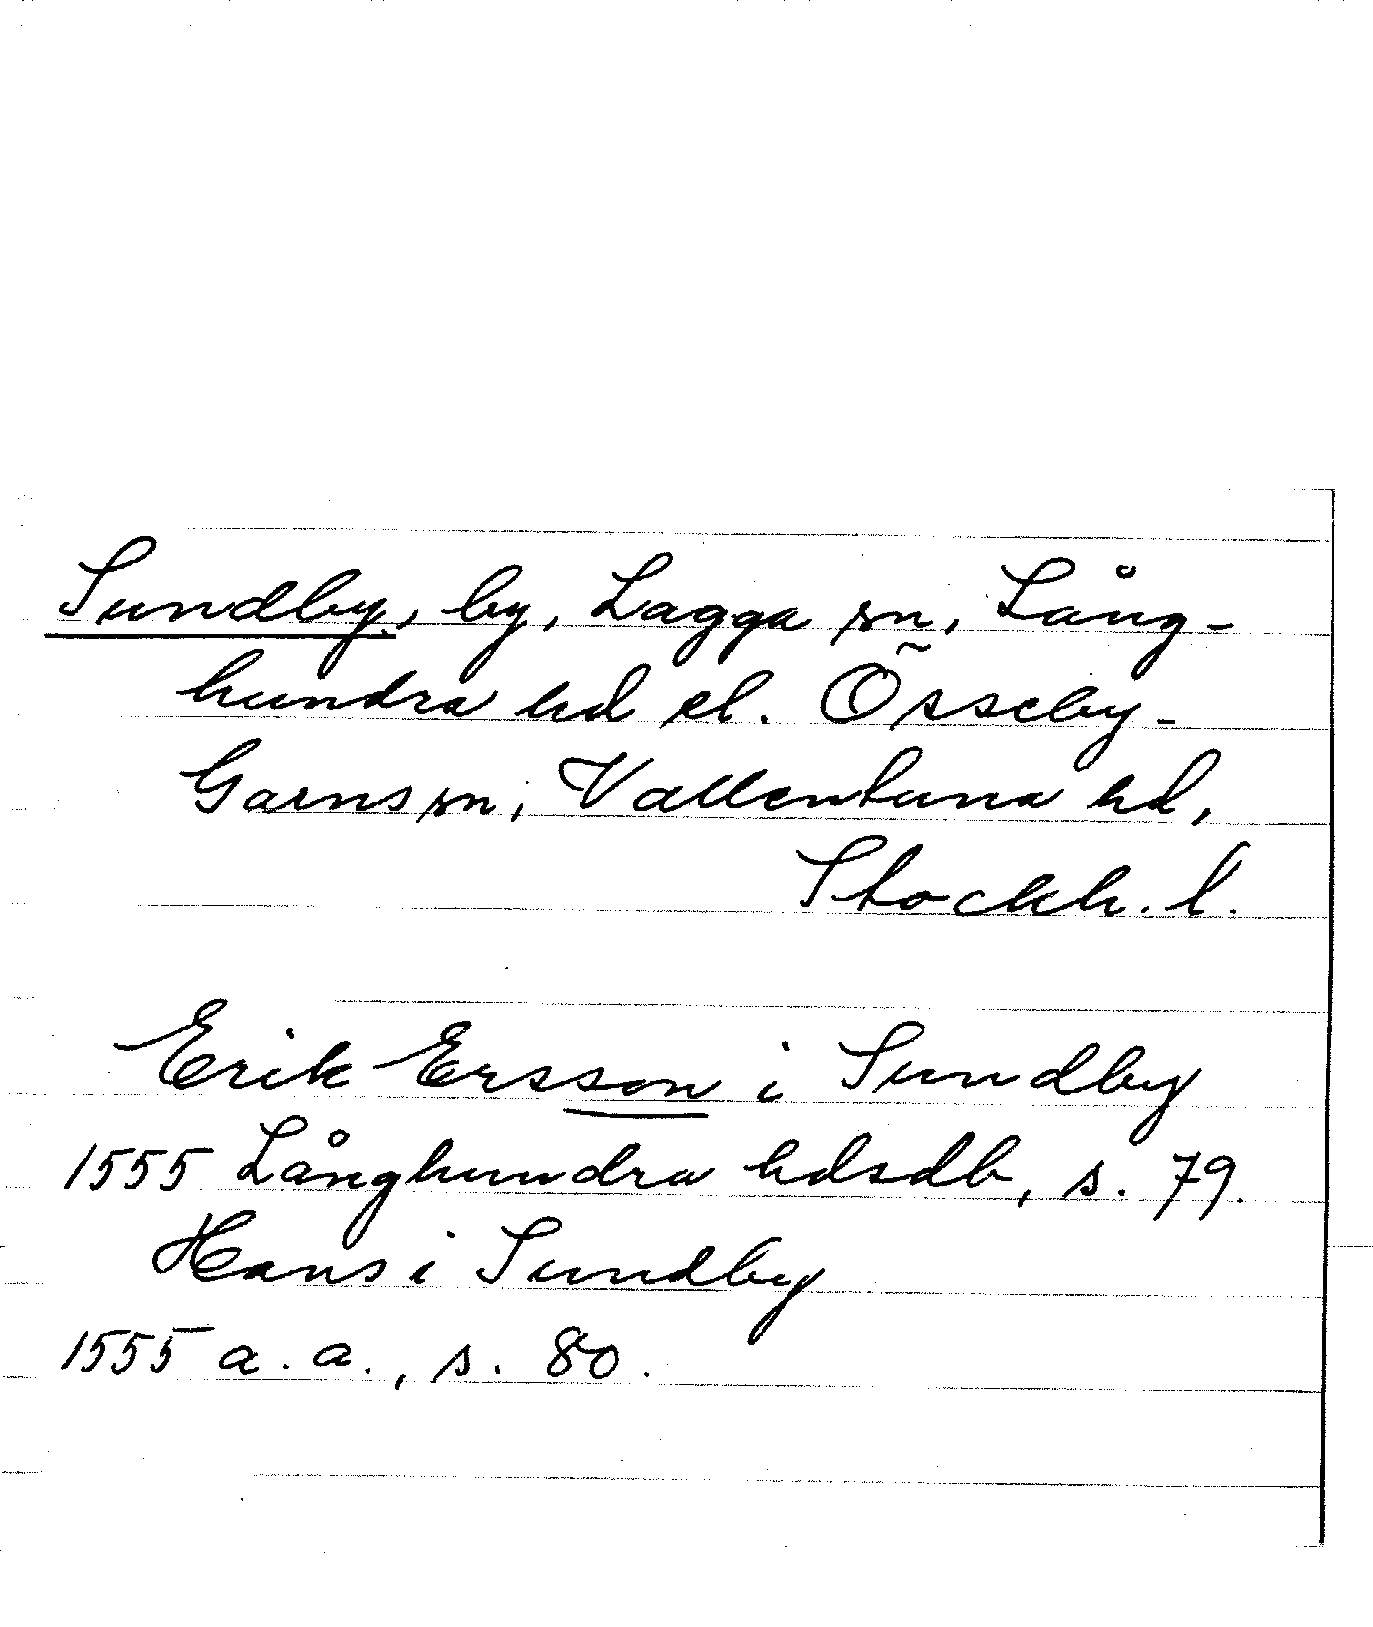 Sundby, by, Lagga sn, Lång-
hundra hd el. Össeby-
Garns sn, Vallentuna hd,
Stockh. l.
Erik Ersson i Sundby
1555 Långhundra hdsdb, s. 79.
Hans i Sundby
1555 a. a., s. 80.